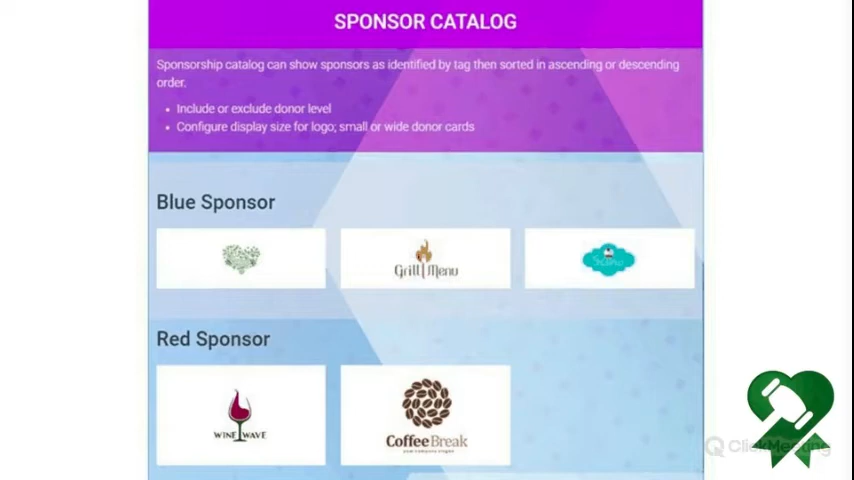 SPONSOR CATALOG
Sponsorship catalog can show sponsors as identified by tag then sorted in ascending or descending
order.
• Include or exclude donor level
• Configure display size for logo; small or wide donor cards
Blue Sponsor
Grill Menu
Red Sponsor
WINE WAVE
CoffeeBreak
ClickMeeting